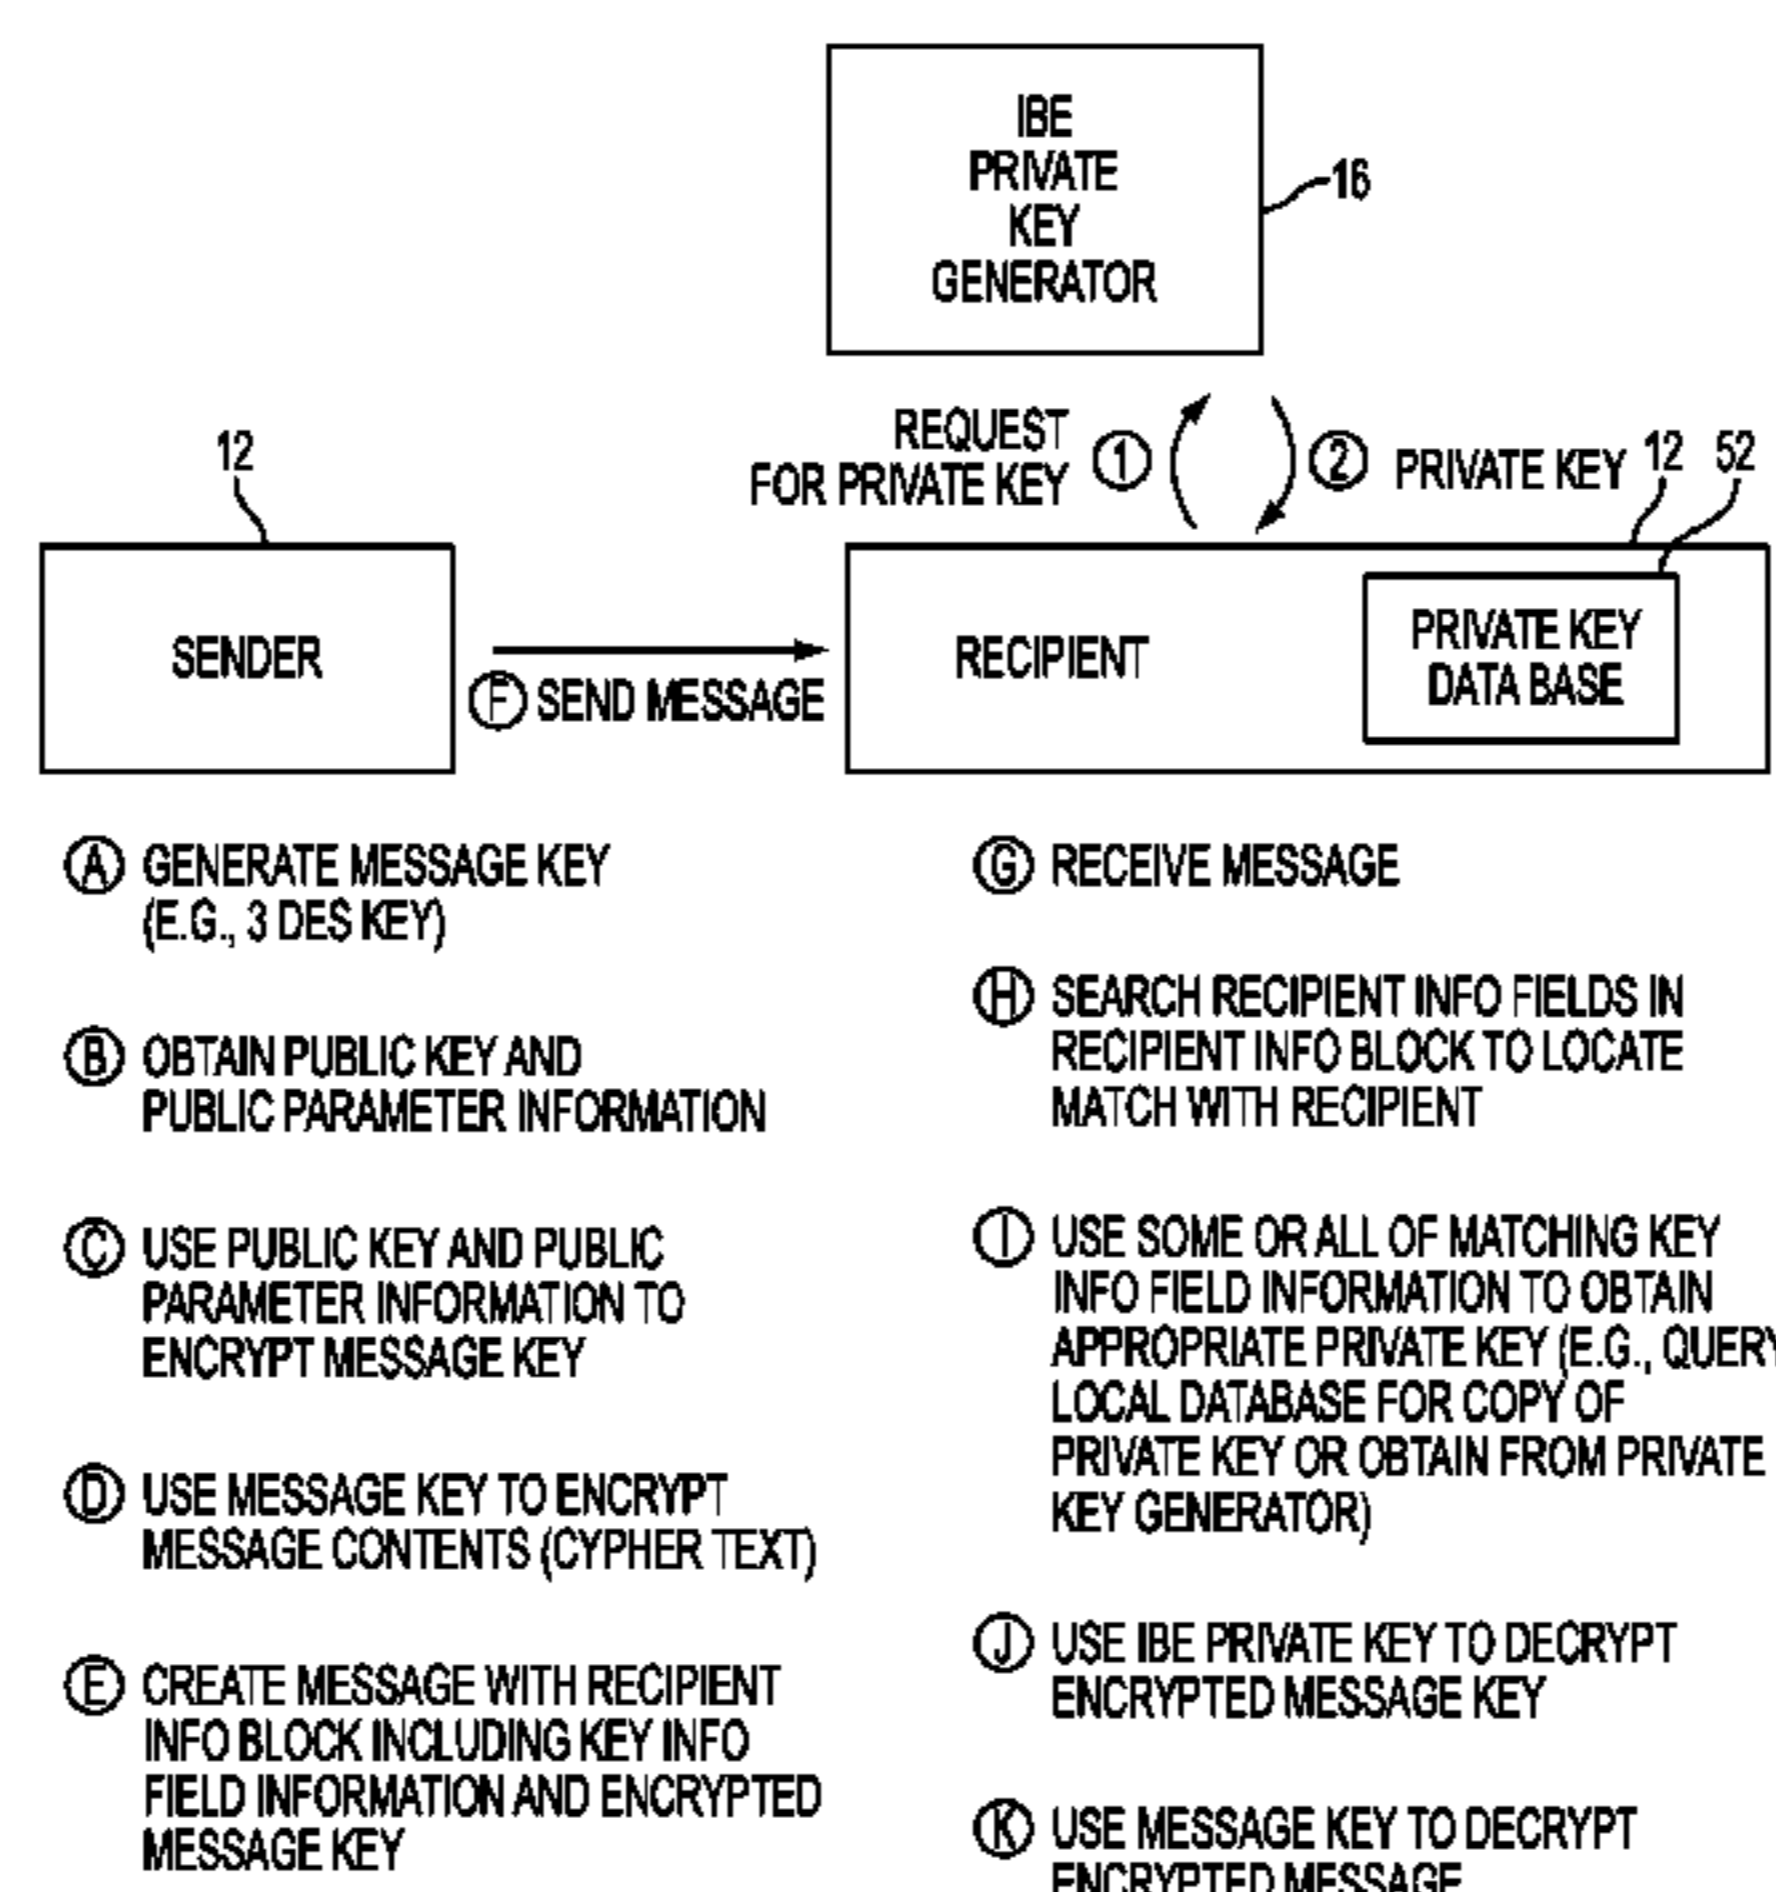 IBE
PRIVATE
KEY
GENERATOR
16
REQUEST
FOR PRIVATE KEY
1
2
PRIVATE KEY
12
52
12
SENDER
F SEND MESSAGE
RECIPIENT
PRIVATE KEY
DATA BASE
A GENERATE MESSAGE KEY
(E.G., 3 DES KEY)
B OBTAIN PUBLIC KEY AND
PUBLIC PARAMETER INFORMATION
C USE PUBLIC KEY AND PUBLIC
PARAMETER INFORMATION TO
ENCRYPT MESSAGE KEY
D USE MESSAGE KEY TO ENCRYPT
MESSAGE CONTENTS (CYPHER TEXT)
E CREATE MESSAGE WITH RECIPIENT
INFO BLOCK INCLUDING KEY INFO
FIELD INFORMATION AND ENCRYPTED
MESSAGE KEY
G RECEIVE MESSAGE
H SEARCH RECIPIENT INFO FIELDS IN
RECIPIENT INFO BLOCK TO LOCATE
MATCH WITH RECIPIENT
I USE SOME OR ALL OF MATCHING KEY
INFO FIELD INFORMATION TO OBTAIN
APPROPRIATE PRIVATE KEY (E.G., QUERY
LOCAL DATABASE FOR COPY OF
PRIVATE KEY OR OBTAIN FROM PRIVATE
KEY GENERATOR)
J USE IBE PRIVATE KEY TO DECRYPT
ENCRYPTED MESSAGE KEY
K USE MESSAGE KEY TO DECRYPT
ENCRYPTED MESSAGE